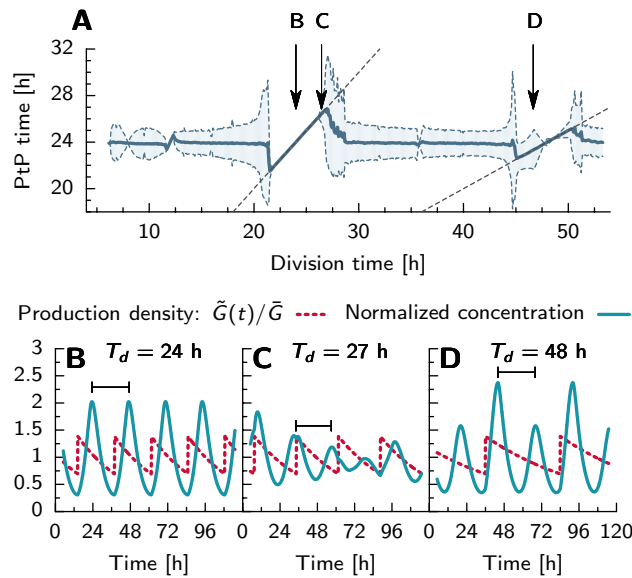 A
B
C
D
PtP time [h]
32
28
24
20
10
20
30
40
50
Division time [h]
Production density: G̃(t)/Ḡ
Normalized concentration
B
T_d = 24 h
C
T_d = 27 h
D
T_d = 48 h
3
2.5
2
1.5
1
0.5
0
0 24 48 72 96
0 24 48 72 96
0 24 48 72 96 120
Time [h]
Time [h]
Time [h]